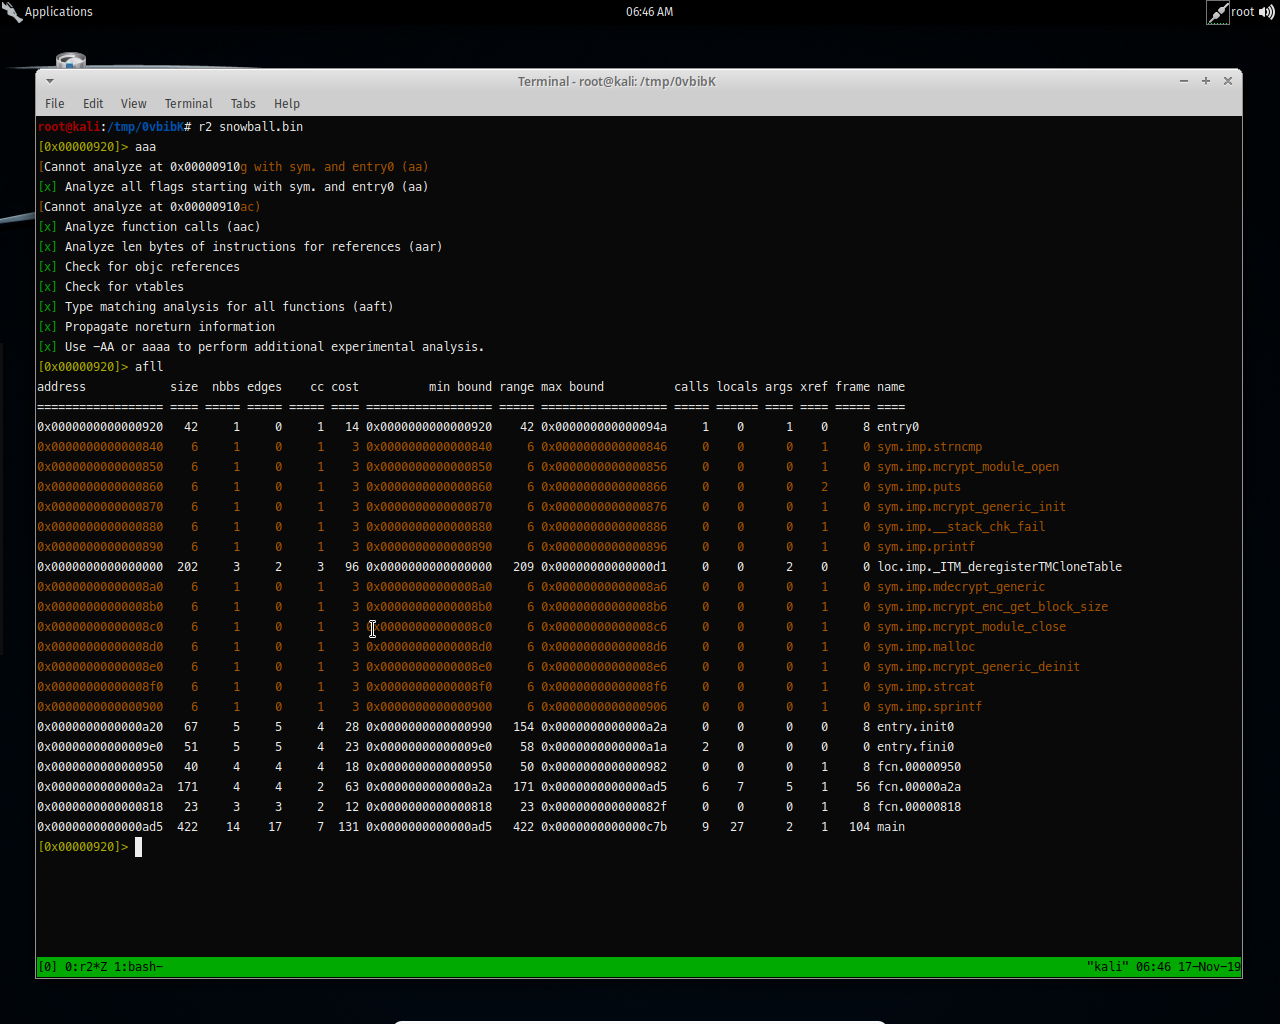 Applications 06:46 AM root
Terminal - root@kali: /tmp/0vbibK
File Edit View Terminal Tabs Help
root@kali:/tmp/0vbibK# r2 snowball.bin
[0x00000920]> aaa
[Cannot analyze at 0x00000910g with sym. and entry0 (aa)
[x] Analyze all flags starting with sym. and entry0 (aa)
[Cannot analyze at 0x00000910ac)
[x] Analyze function calls (aac)
[x] Analyze len bytes of instructions for references (aar)
[x] Check for objc references
[x] Check for vtables
[x] Type matching analysis for all functions (aaft)
[x] Propagate noreturn information
[x] Use -AA or aaaa to perform additional experimental analysis.
[0x00000920]> afll
address size nbbs edges cc cost min bound range max bound calls locals args xref frame name
================== ==== ===== ===== ===== ==== ================== ===== ================== ===== ====== ==== ==== ===== ====
0x0000000000000920 42 1 0 1 14 0x0000000000000920 42 0x000000000000094a 1 0 1 0 8 entry0
0x0000000000000840 6 1 0 1 3 0x0000000000000840 6 0x0000000000000846 0 0 0 1 0 sym.imp.strncmp
0x0000000000000850 6 1 0 1 3 0x0000000000000850 6 0x0000000000000856 0 0 0 1 0 sym.imp.mcrypt_module_open
0x0000000000000860 6 1 0 1 3 0x0000000000000860 6 0x0000000000000866 0 0 0 2 0 sym.imp.puts
0x0000000000000870 6 1 0 1 3 0x0000000000000870 6 0x0000000000000876 0 0 0 1 0 sym.imp.mcrypt_generic_init
0x0000000000000880 6 1 0 1 3 0x0000000000000880 6 0x0000000000000886 0 0 0 1 0 sym.imp.__stack_chk_fail
0x0000000000000890 6 1 0 1 3 0x0000000000000890 6 0x0000000000000896 0 0 0 1 0 sym.imp.printf
0x0000000000000000 202 3 2 3 96 0x0000000000000000 209 0x00000000000000d1 0 0 2 0 0 loc.imp._ITM_deregisterTMCloneTable
0x00000000000008a0 6 1 0 1 3 0x00000000000008a0 6 0x00000000000008a6 0 0 0 1 0 sym.imp.mdecrypt_generic
0x00000000000008b0 6 1 0 1 3 0x00000000000008b0 6 0x00000000000008b6 0 0 0 1 0 sym.imp.mcrypt_enc_get_block_size
0x00000000000008c0 6 1 0 1 3 0x00000000000008c0 6 0x00000000000008c6 0 0 0 1 0 sym.imp.mcrypt_module_close
0x00000000000008d0 6 1 0 1 3 0x00000000000008d0 6 0x00000000000008d6 0 0 0 1 0 sym.imp.malloc
0x00000000000008e0 6 1 0 1 3 0x00000000000008e0 6 0x00000000000008e6 0 0 0 1 0 sym.imp.mcrypt_generic_deinit
0x00000000000008f0 6 1 0 1 3 0x00000000000008f0 6 0x00000000000008f6 0 0 0 1 0 sym.imp.strcat
0x0000000000000900 6 1 0 1 3 0x0000000000000900 6 0x0000000000000906 0 0 0 1 0 sym.imp.sprintf
0x0000000000000a20 67 5 5 4 28 0x0000000000000990 154 0x0000000000000a2a 0 0 0 0 8 entry.init0
0x00000000000009e0 51 5 5 4 23 0x00000000000009e0 58 0x0000000000000a1a 2 0 0 0 0 entry.fini0
0x0000000000000950 40 4 4 4 18 0x0000000000000950 50 0x0000000000000982 0 0 0 1 8 fcn.00000950
0x0000000000000a2a 171 4 4 2 63 0x0000000000000a2a 171 0x0000000000000ad5 6 7 5 1 56 fcn.00000a2a
0x0000000000000818 23 3 3 2 12 0x0000000000000818 23 0x000000000000082f 0 0 0 1 8 fcn.00000818
0x0000000000000ad5 422 14 17 7 131 0x0000000000000ad5 422 0x0000000000000c7b 9 27 2 1 104 main
[0x00000920]>
[0] 0:r2*Z 1:bash- "kali" 06:46 17-Nov-19